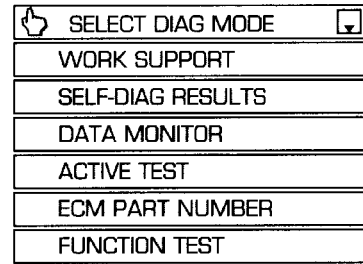 SELECT DIAG MODE
WORK SUPPORT
SELF-DIAG RESULTS
DATA MONITOR
ACTIVE TEST
ECM PART NUMBER
FUNCTION TEST